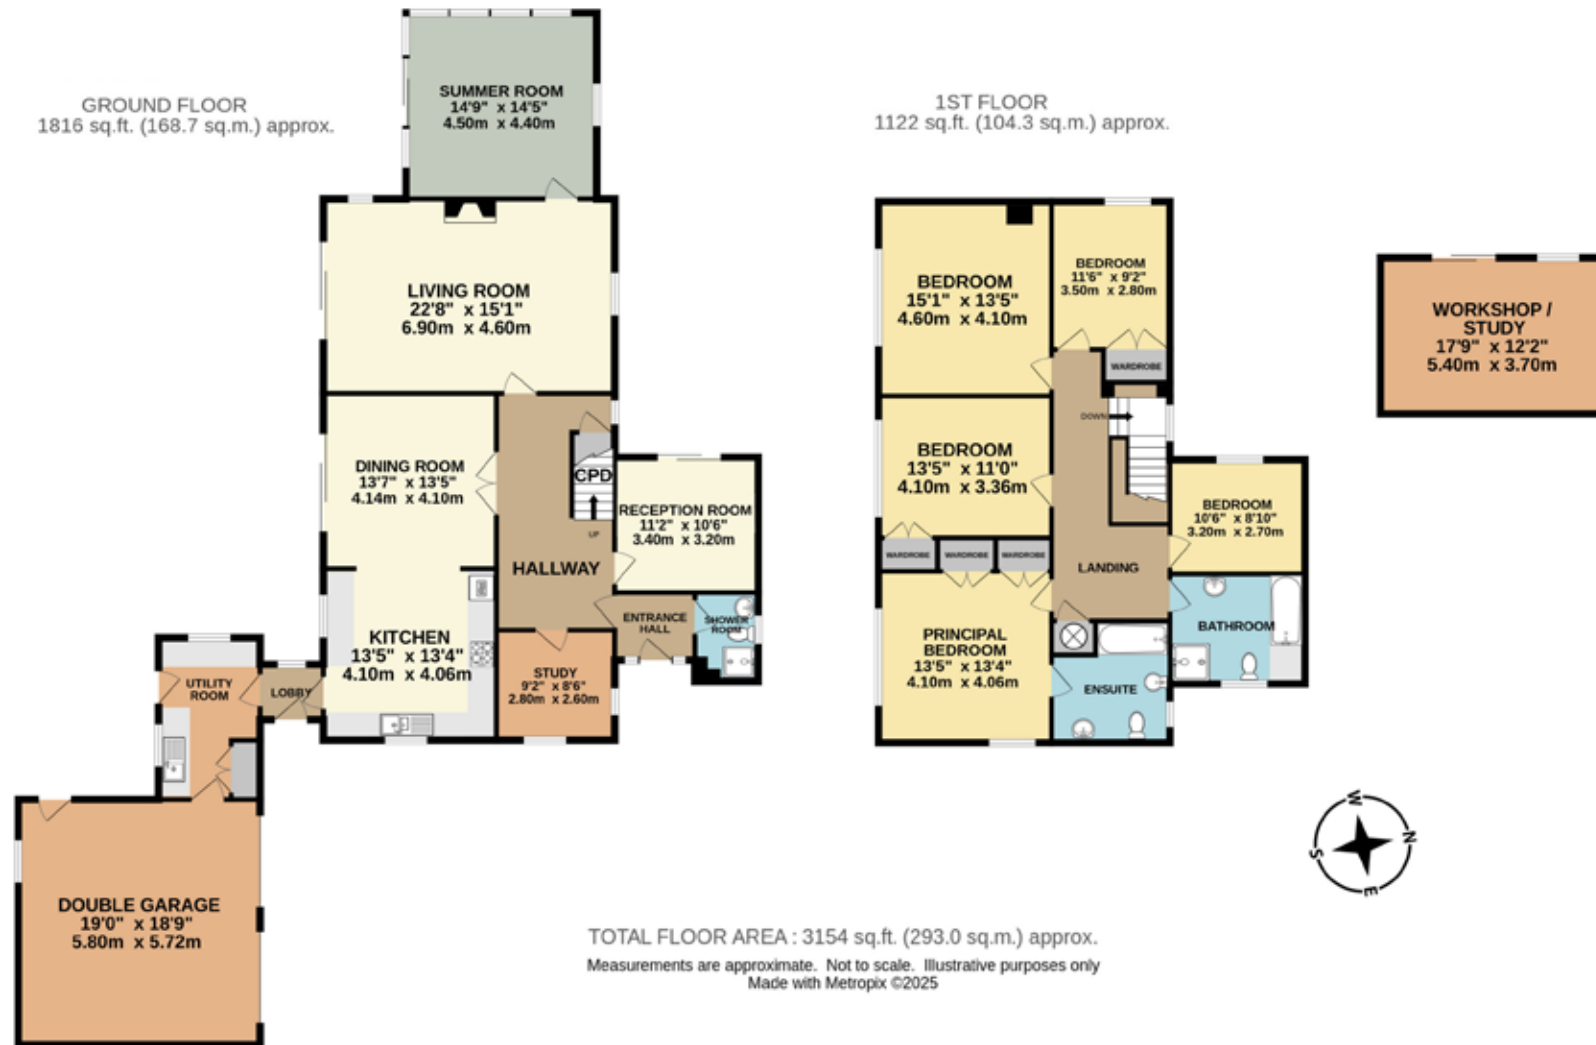 GROUND FLOOR
1816 sq.ft. (168.7 sq.m.) approx.
SUMMER ROOM
14'9" x 14'5"
4.50m x 4.40m
LIVING ROOM
22'8" x 15'1"
6.90m x 4.60m
DINING ROOM
13'7" x 13'5"
4.14m x 4.10m
CPD
UP
HALLWAY
RECEPTION ROOM
11'2" x 10'6"
3.40m x 3.20m
ENTRANCE
HALL
SHOWER
ROOM
KITCHEN
13'5" x 13'4"
4.10m x 4.06m
STUDY
9'2" x 8'6"
2.80m x 2.60m
UTILITY
ROOM
LOBBY
DOUBLE GARAGE
19'0" x 18'9"
5.80m x 5.72m
1ST FLOOR
1122 sq.ft. (104.3 sq.m.) approx.
BEDROOM
15'1" x 13'5"
4.60m x 4.10m
BEDROOM
11'6" x 9'2"
3.50m x 2.80m
WARDROBE
DOWN
BEDROOM
13'5" x 11'0"
4.10m x 3.36m
BEDROOM
10'6" x 8'10"
3.20m x 2.70m
WARDROBE
WARDROBE
WARDROBE
LANDING
PRINCIPAL
BEDROOM
13'5" x 13'4"
4.10m x 4.06m
ENSUITE
BATHROOM
WORKSHOP /
STUDY
17'9" x 12'2"
5.40m x 3.70m
W
N
S
E
TOTAL FLOOR AREA : 3154 sq.ft. (293.0 sq.m.) approx.
Measurements are approximate. Not to scale. Illustrative purposes only
Made with Metropix ©2025